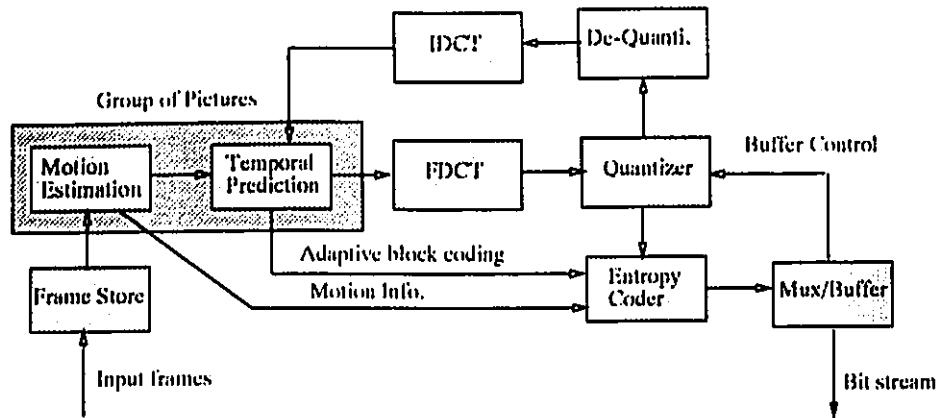 IDCT
De-Quanti.
Group of Pictures
Motion
Estimation
Temporal
Prediction
FDCT
Quantizer
Buffer Control
Adaptive block coding
Frame Store
Motion Info.
Entropy
Coder
Mux/Buffer
Input frames
Bit stream